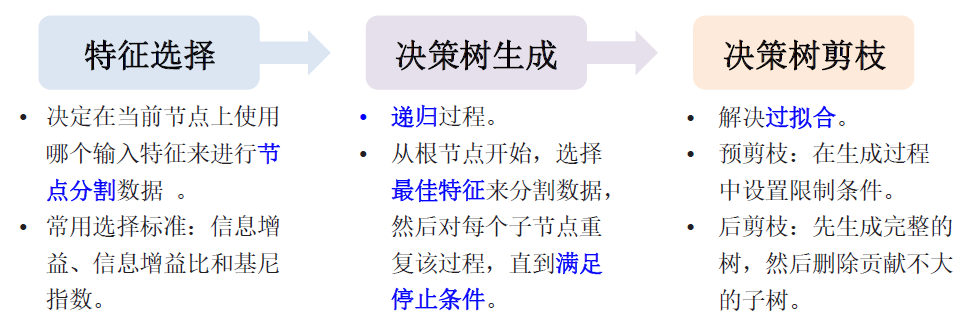 特征选择
• 决定在当前节点上使用
哪个输入特征来进行节
点分割数据 。
• 常用选择标准：信息增
益、信息增益比和基尼
指数。
决策树生成
• 递归过程。
• 从根节点开始，选择
最佳特征来分割数据，
然后对每个子节点重
复该过程，直到满足
停止条件。
决策树剪枝
• 解决过拟合。
• 预剪枝：在生成过程
中设置限制条件。
• 后剪枝：先生成完整的
树，然后删除贡献不大
的子树。